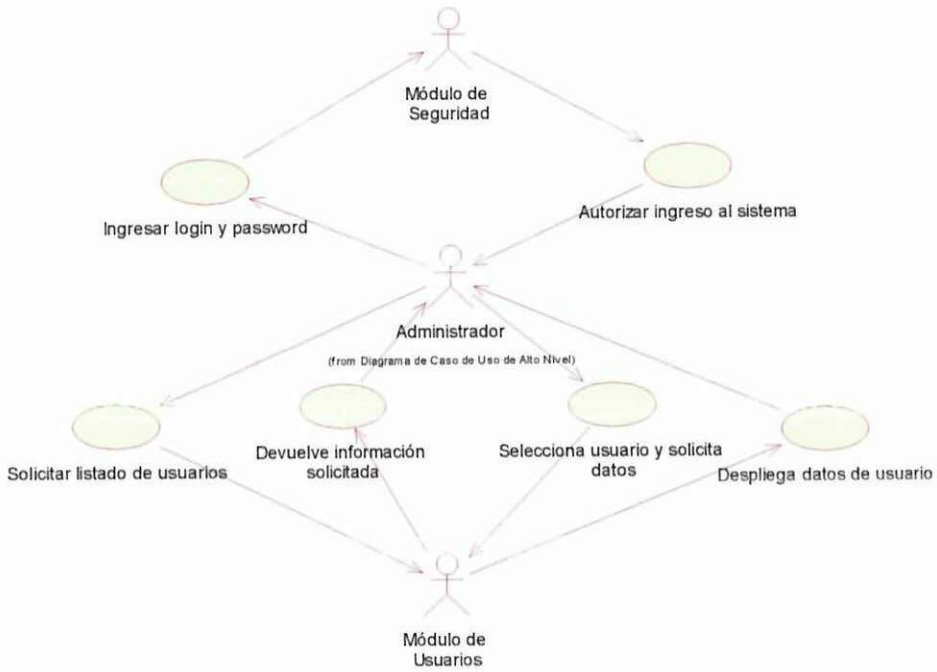 Módulo de
Seguridad
Ingresar login y password
Autorizar ingreso al sistema
Administrador
(from Diagrama de Caso de Uso de Alto Nivel)
Solicitar listado de usuarios
Devuelve información
solicitada
Selecciona usuario y solicita
datos
Despliega datos de usuario
Módulo de
Usuarios